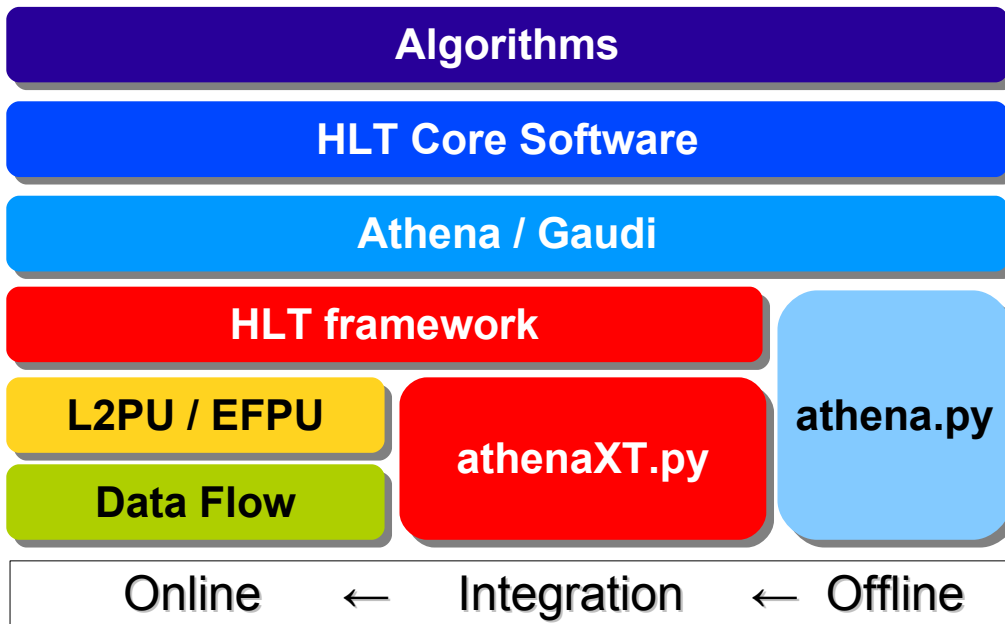 Algorithms
HLT Core Software
Athena / Gaudi
HLT framework
L2PU / EFPU
athenaXT.py
athena.py
Data Flow
Online ← Integration ← Offline